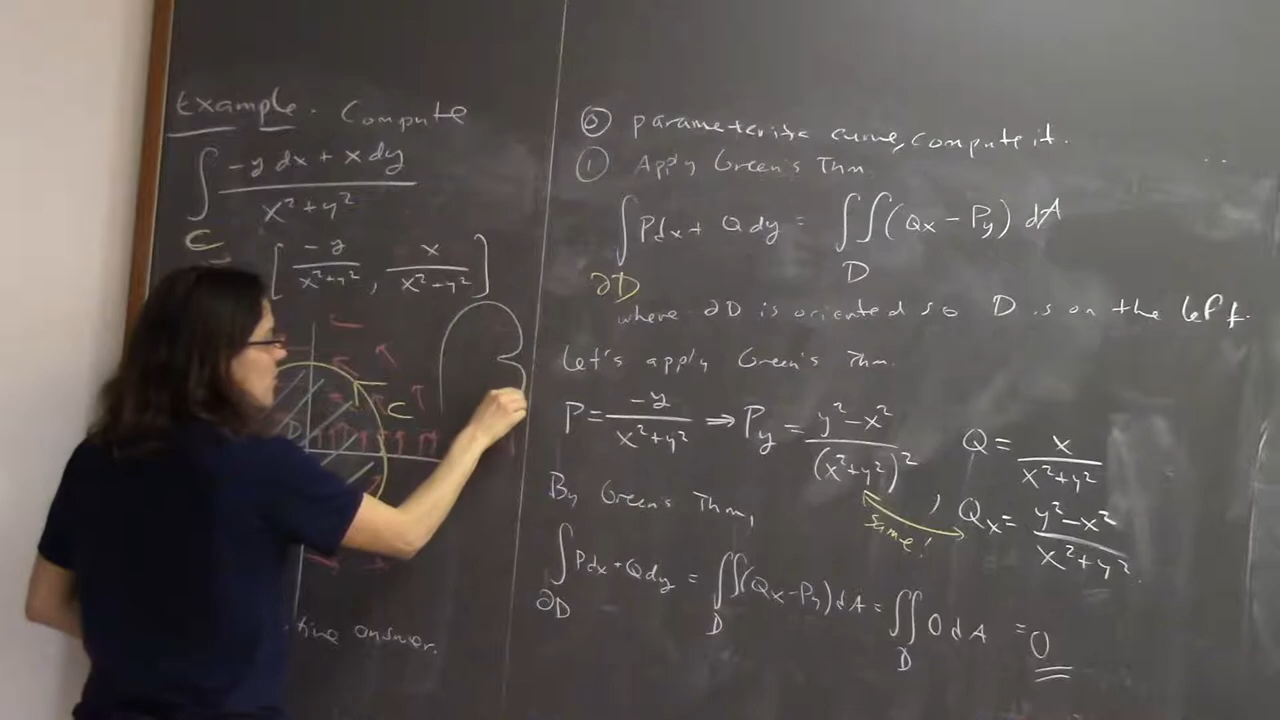 Example. Compute
∫ -y dx + x dy / x² + y²
C
[ -y / x²+y² , x / x²+y² ]
C
D
answer.
⓪ parameterize curve, compute it.
① Apply Green's Thm.
∫ Pdx + Qdy = ∬ (Qx - Py) dA
∂D D
where ∂D is oriented so D is on the left.
Let's apply Green's Thm.
P = -y / x²+y² ⇒ Py = y²-x² / (x²+y²)² , Q = x / x²+y²
Qx = y²-x² / x²+y²
same!
By Green's Thm,
∫ Pdx+Qdy = ∬ (Qx-Py) dA = ∬ 0 dA = 0
∂D D D